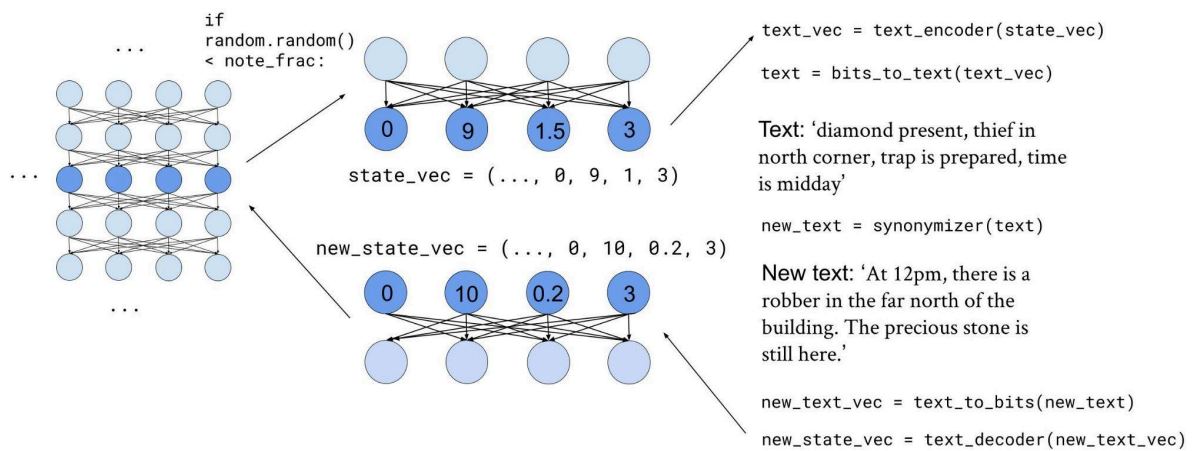 if
random.random()
< note_frac:
...
...
...
0 9 1.5 3
state_vec = (..., 0, 9, 1, 3)
new_state_vec = (..., 0, 10, 0.2, 3)
0 10 0.2 3
text_vec = text_encoder(state_vec)
text = bits_to_text(text_vec)
Text: ‘diamond present, thief in
north corner, trap is prepared, time
is midday’
new_text = synonymizer(text)
New text: ‘At 12pm, there is a
robber in the far north of the
building. The precious stone is
still here.’
new_text_vec = text_to_bits(new_text)
new_state_vec = text_decoder(new_text_vec)